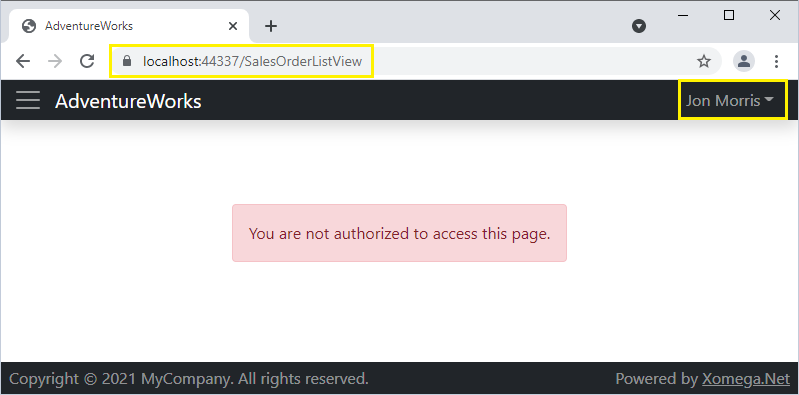 AdventureWorks
localhost:44337/SalesOrderListView
AdventureWorks
Jon Morris
You are not authorized to access this page.
Copyright © 2021 MyCompany. All rights reserved.
Powered by Xomega.Net